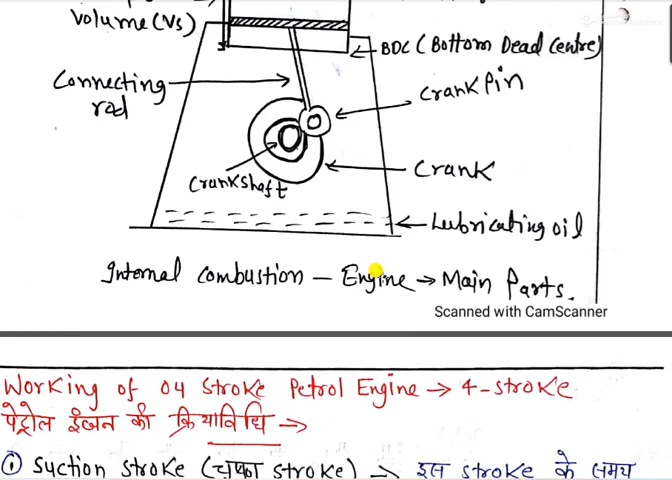 volume (Vs)
BDC (Bottom Dead Centre)
Connecting
rod
Crank Pin
Crankshaft
Crank
Lubricating oil
Internal Combustion – Engine → Main Parts.
Scanned with CamScanner
Working of 04 Stroke Petrol Engine → 4-stroke
पेट्रोल इंजन की क्रियाविधि →
① Suction stroke ( stroke) → इस stroke के समय